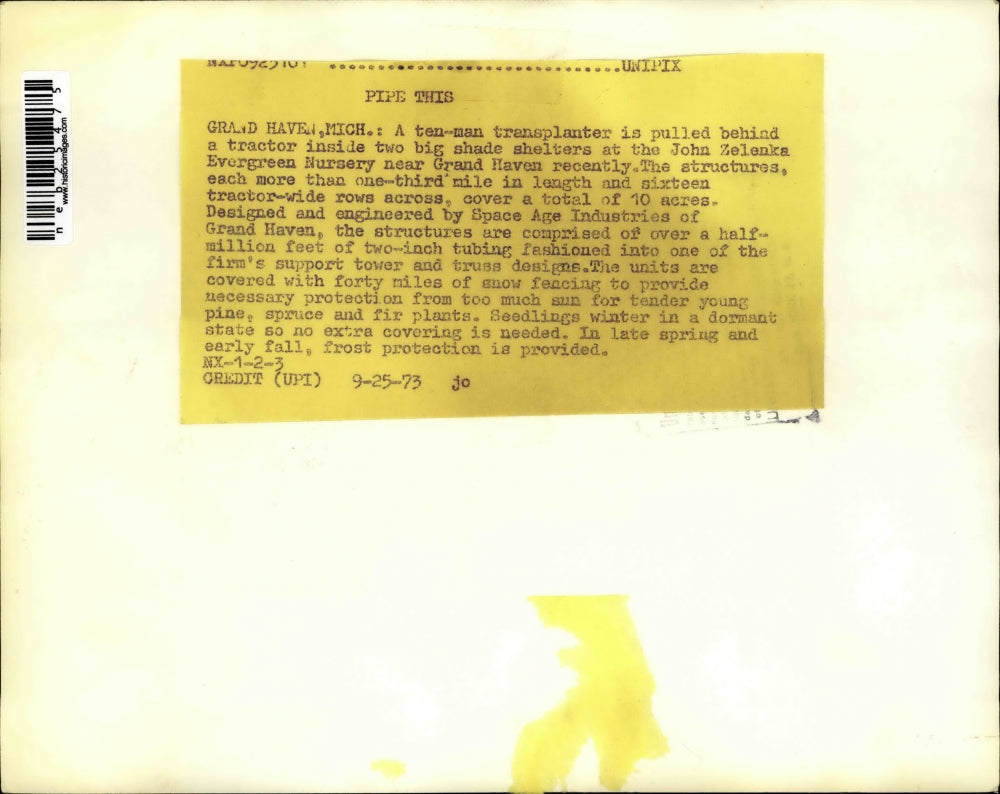 UNIPIX
PIPE THIS
GRAND HAVEN,MICH.: A ten-man transplanter is pulled behind
a tractor inside two big shade shelters at the John Zelenka
Evergreen Nursery near Grand Haven recently.The structures,
each more than one-third mile in length and sixteen
tractor-wide rows across, cover a total of 10 acres.
Designed and engineered by Space Age Industries of
Grand Haven, the structures are comprised of over a half-
million feet of two-inch tubing fashioned into one of the
firm's support tower and truss designs.The units are
covered with forty miles of snow fencing to provide
necessary protection from too much sun for tender young
pine, spruce and fir plants. Seedlings winter in a dormant
state so no extra covering is needed. In late spring and
early fall, frost protection is provided.
NX-1-2-3
CREDIT (UPI) 9-25-73 jo
www.historicimages.com
neb25475